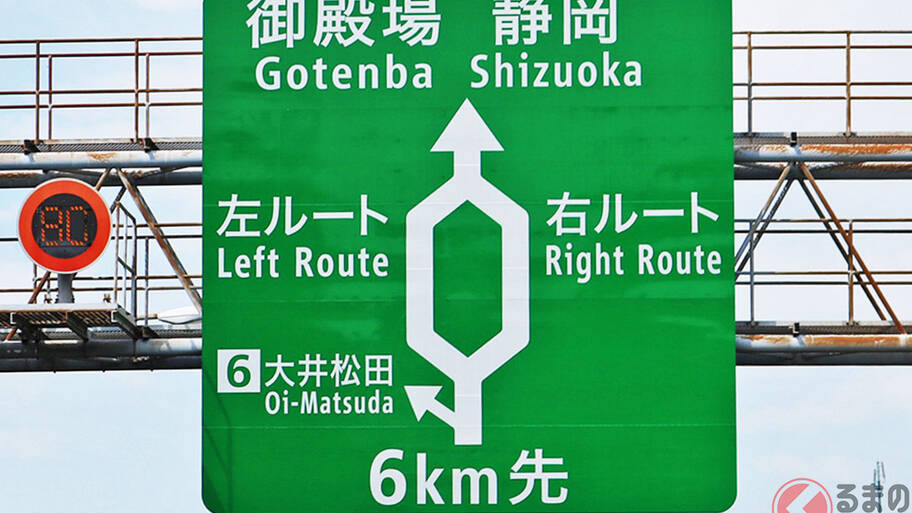 御殿場 静岡
Gotenba Shizuoka
左ルート
Left Route
右ルート
Right Route
80
6 大井松田
Oi-Matsuda
6km先
くるまの